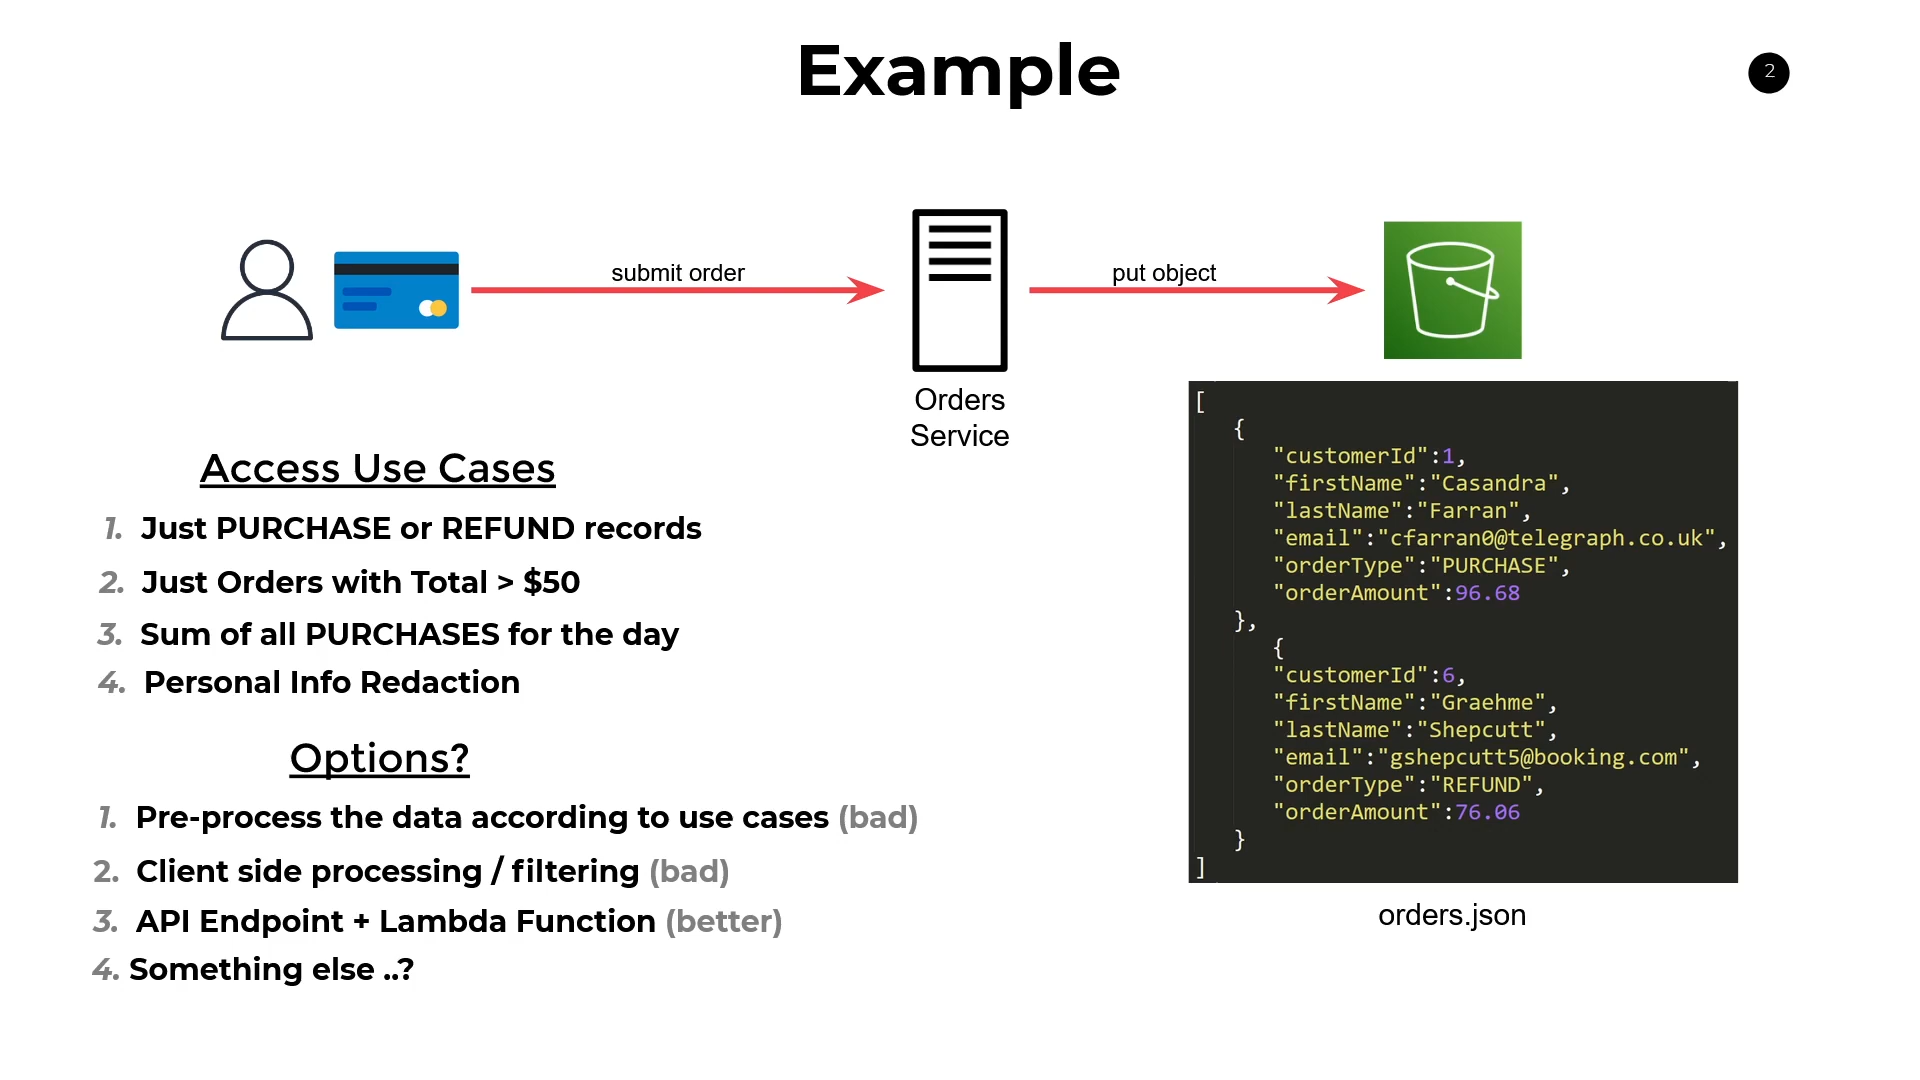 Example
2
submit order
put object
Orders
Service
Access Use Cases
1. Just PURCHASE or REFUND records
2. Just Orders with Total > $50
3. Sum of all PURCHASES for the day
4. Personal Info Redaction
Options?
1. Pre-process the data according to use cases (bad)
2. Client side processing / filtering (bad)
3. API Endpoint + Lambda Function (better)
4. Something else ..?
[
{
"customerId":1,
"firstName":"Casandra",
"lastName":"Farran",
"email":"cfarran0@telegraph.co.uk",
"orderType":"PURCHASE",
"orderAmount":96.68
},
{
"customerId":6,
"firstName":"Graehme",
"lastName":"Shepcutt",
"email":"gshepcutt5@booking.com",
"orderType":"REFUND",
"orderAmount":76.06
}
]
orders.json